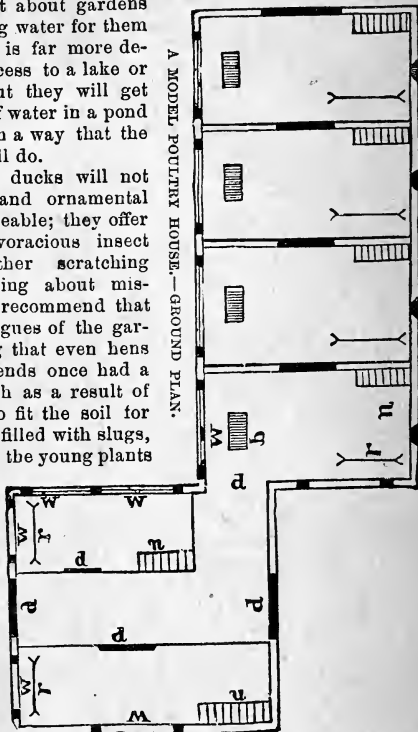 t about gardens
g water for them
is far more de-
cess to a lake or
ut they will get
f water in a pond
n a way that the
ll do.
ducks will not
and ornamental
eable; they offer
voracious insect
ther scratching
ing about mis-
recommend that
gues of the gar-
g that even hens
ends once had a
h as a result of
o fit the soil for
filled with slugs,
the young plants
A MODEL POULTRY HOUSE.—GROUND PLAN.
w
h
n
r
d
w
w
r
w
n
d
d
d
d
r
w
w
n